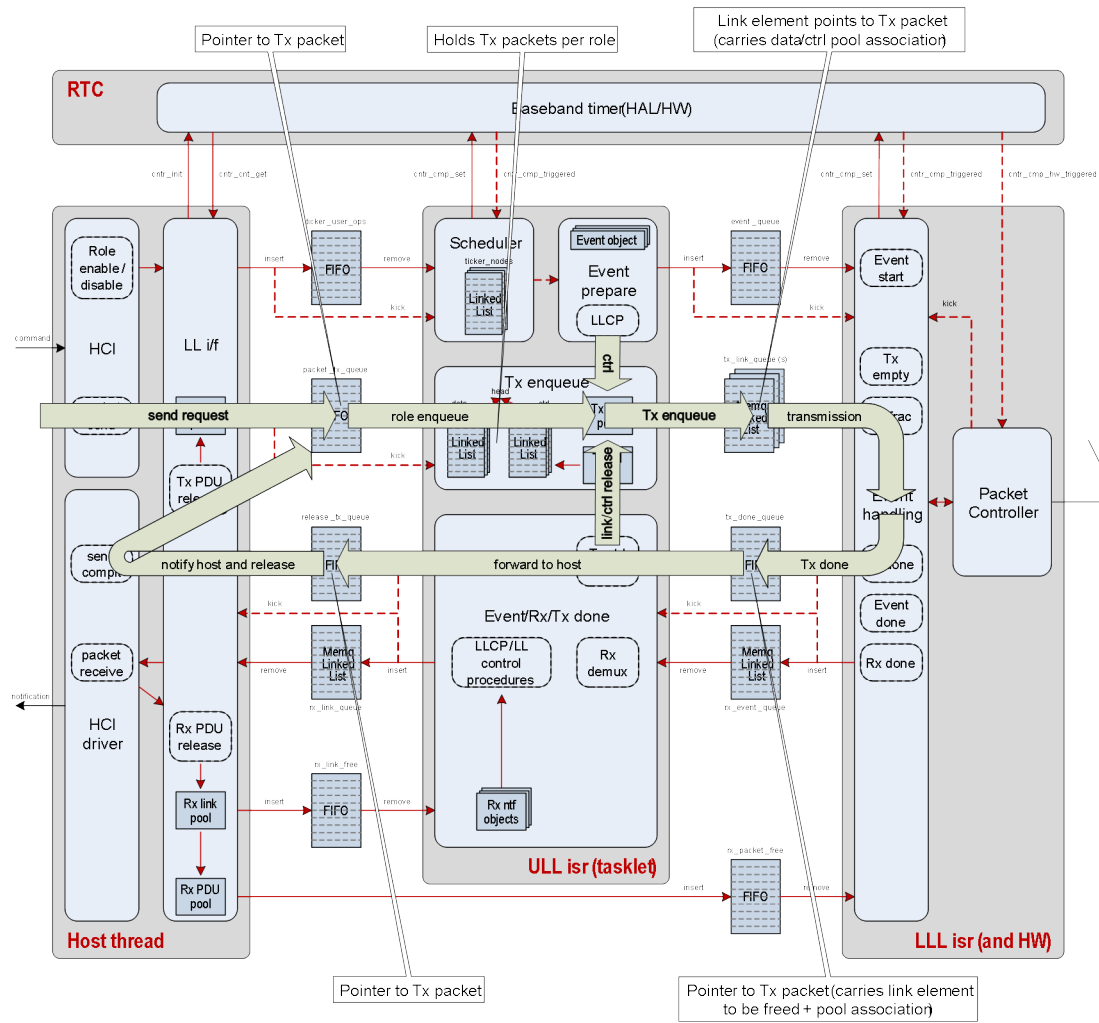 Pointer to Tx packet
Holds Tx packets per role
Link element points to Tx packet
(carries data/ctrl pool association)
RTC
Baseband timer(HAL/HW)
cntr_init
cntr_cnt_get
cntr_cmp_set
cntr_cmp_triggered
cntr_cmp_set
cntr_cmp_triggered
cntr_cmp_hw_triggered
Role
enable/
disable
HCI
command
LL i/f
ticker_user_ops
insert
FIFO
remove
kick
Scheduler
ticker_nodes
Linked
List
Event object
Event
prepare
LLCP
ctrl
event_queue
insert
FIFO
remove
kick
Event
start
kick
Tx
empty
packet_tx_queue
Tx enqueue
head
tx_link_queue (s)
send request
role enqueue
Tx enqueue
Memq
Linked
List
transmission
Linked
List
Linked
List
kick
link/ctrl release
Tx PDU
Event
handling
Packet
Controller
release_tx_queue
tx_done_queue
notify host and release
forward to host
Tx done
kick
kick
Event/Rx/Tx done
Event
done
packet
receive
remove
Memq
Linked
List
insert
rx_link_queue
LLCP/LL
control
procedures
Rx
demux
remove
Memq
Linked
List
insert
rx_event_queue
Rx done
notification
HCI
driver
Rx PDU
release
rx_link_free
Rx link
pool
insert
FIFO
remove
Rx ntf
objects
Rx PDU
pool
rx_packet_free
insert
FIFO
remove
ULL isr (tasklet)
Host thread
LLL isr (and HW)
Pointer to Tx packet
Pointer to Tx packet(carries link element
to be freed + pool association)